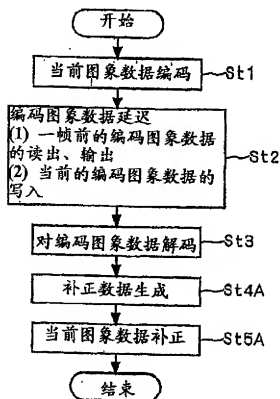 开始
当前图象数据编码
St1
编码图象数据延迟
(1) 一帧前的编码图象数据
的读出、输出
(2) 当前的编码图象数据的
写入
St2
对编码图象数据解码
St3
补正数据生成
St4A
当前图象数据补正
St5A
结束